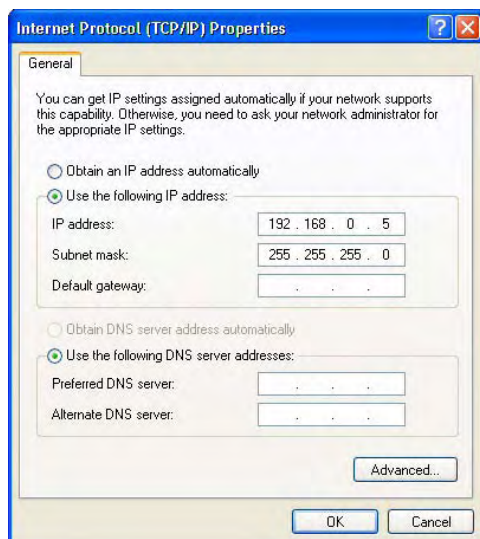 Internet Protocol (TCP/IP) Properties
General
You can get IP settings assigned automatically if your network supports
this capability. Otherwise, you need to ask your network administrator for
the appropriate IP settings.
Obtain an IP address automatically
Use the following IP address:
IP address: 192 . 168 . 0 . 5
Subnet mask: 255 . 255 . 255 . 0
Default gateway: . . .
Obtain DNS server address automatically
Use the following DNS server addresses:
Preferred DNS server: . . .
Alternate DNS server: . . .
Advanced...
OK Cancel